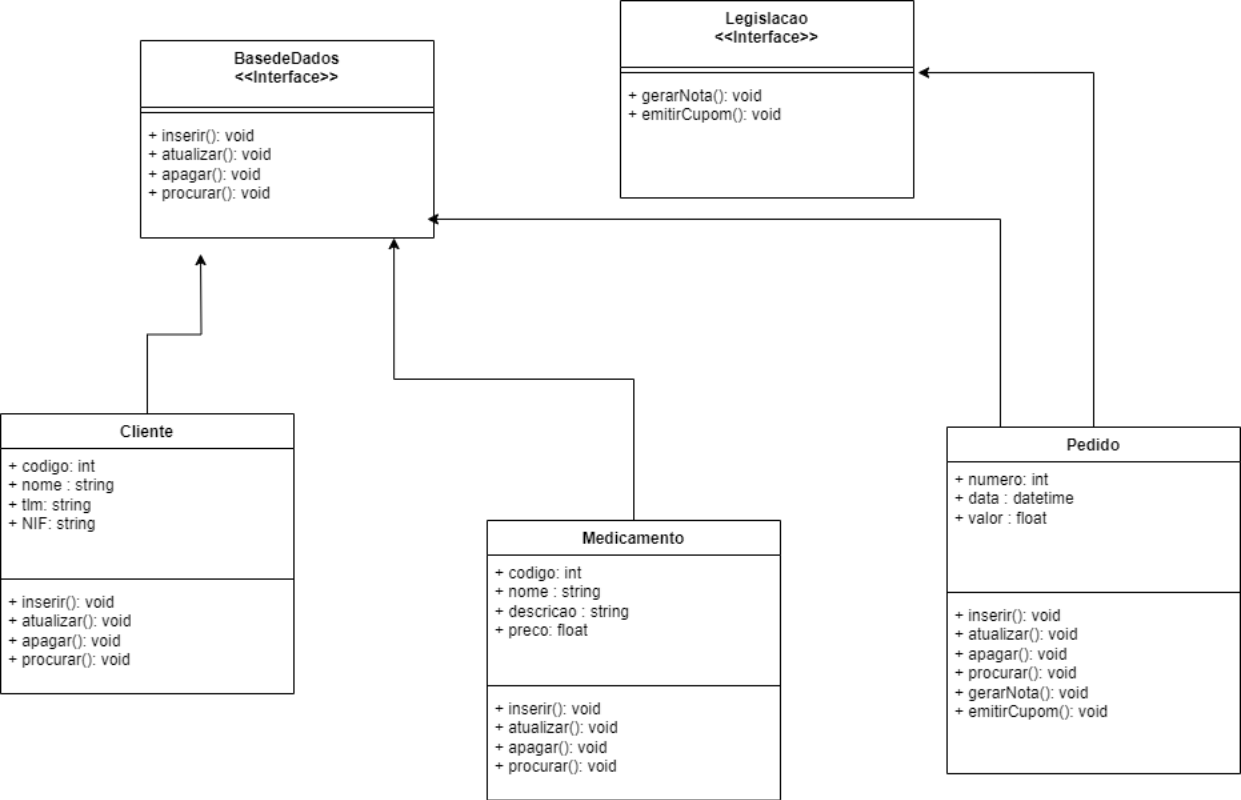 BasedeDados
<<Interface>>
+ inserir(): void
+ atualizar(): void
+ apagar(): void
+ procurar(): void
Legislacao
<<Interface>>
+ gerarNota(): void
+ emitirCupom(): void
Cliente
+ codigo: int
+ nome : string
+ tlm: string
+ NIF: string
+ inserir(): void
+ atualizar(): void
+ apagar(): void
+ procurar(): void
Medicamento
+ codigo: int
+ nome : string
+ descricao : string
+ preco: float
+ inserir(): void
+ atualizar(): void
+ apagar(): void
+ procurar(): void
Pedido
+ numero: int
+ data : datetime
+ valor : float
+ inserir(): void
+ atualizar(): void
+ apagar(): void
+ procurar(): void
+ gerarNota(): void
+ emitirCupom(): void